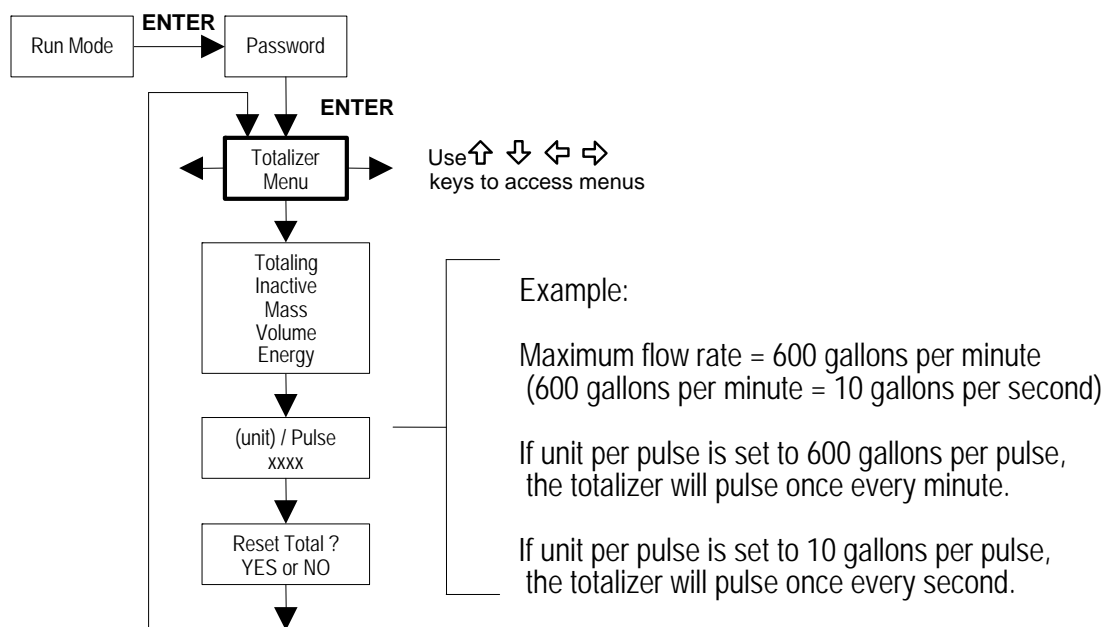 ENTER
Run Mode
Password
ENTER
Totalizer
Menu
Use ⇧ ⇩ ⇦ ⇨
keys to access menus
Totaling
Inactive
Mass
Volume
Energy
(unit) / Pulse
xxxx
Reset Total ?
YES or NO
Example:
Maximum flow rate = 600 gallons per minute
(600 gallons per minute = 10 gallons per second)
If unit per pulse is set to 600 gallons per pulse,
the totalizer will pulse once every minute.
If unit per pulse is set to 10 gallons per pulse,
the totalizer will pulse once every second.